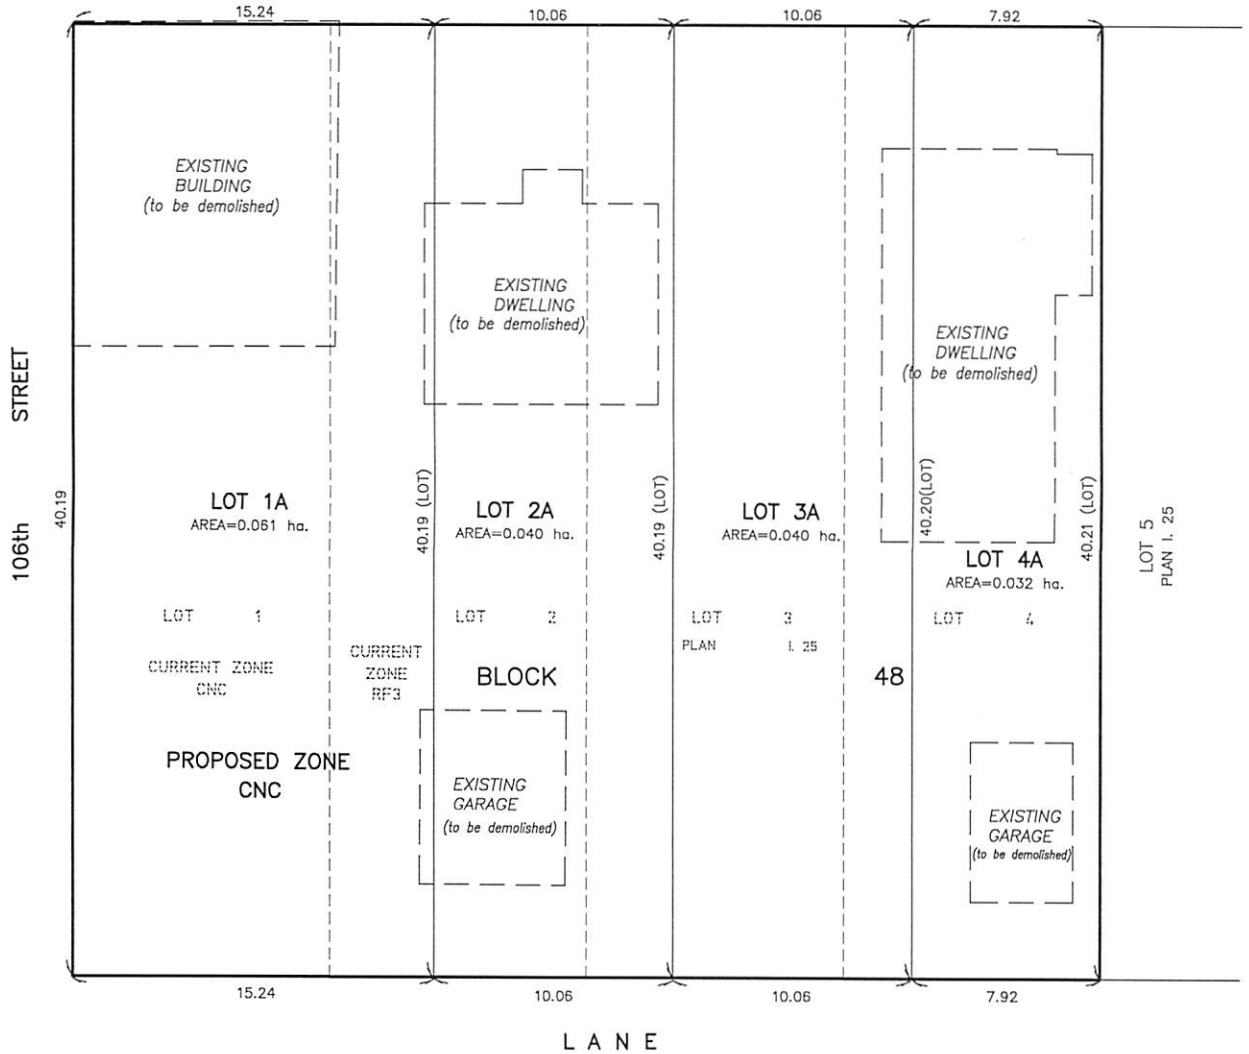 15.24
10.06
10.06
7.92
EXISTING
BUILDING
(to be demolished)
EXISTING
DWELLING
(to be demolished)
EXISTING
DWELLING
(to be demolished)
106th STREET
40.19
LOT 1A
AREA=0.061 ha.
40.19 (LOT)
LOT 2A
AREA=0.040 ha.
40.19 (LOT)
LOT 3A
AREA=0.040 ha.
40.20(LOT)
LOT 4A
AREA=0.032 ha.
40.21 (LOT)
LOT 5
PLAN I. 25
LOT 1
LOT 2
LOT 3
PLAN I. 25
LOT 4
CURRENT ZONE
CNC
CURRENT
ZONE
RF3
BLOCK 48
PROPOSED ZONE
CNC
EXISTING
GARAGE
(to be demolished)
EXISTING
GARAGE
(to be demolished)
15.24
10.06
10.06
7.92
LANE